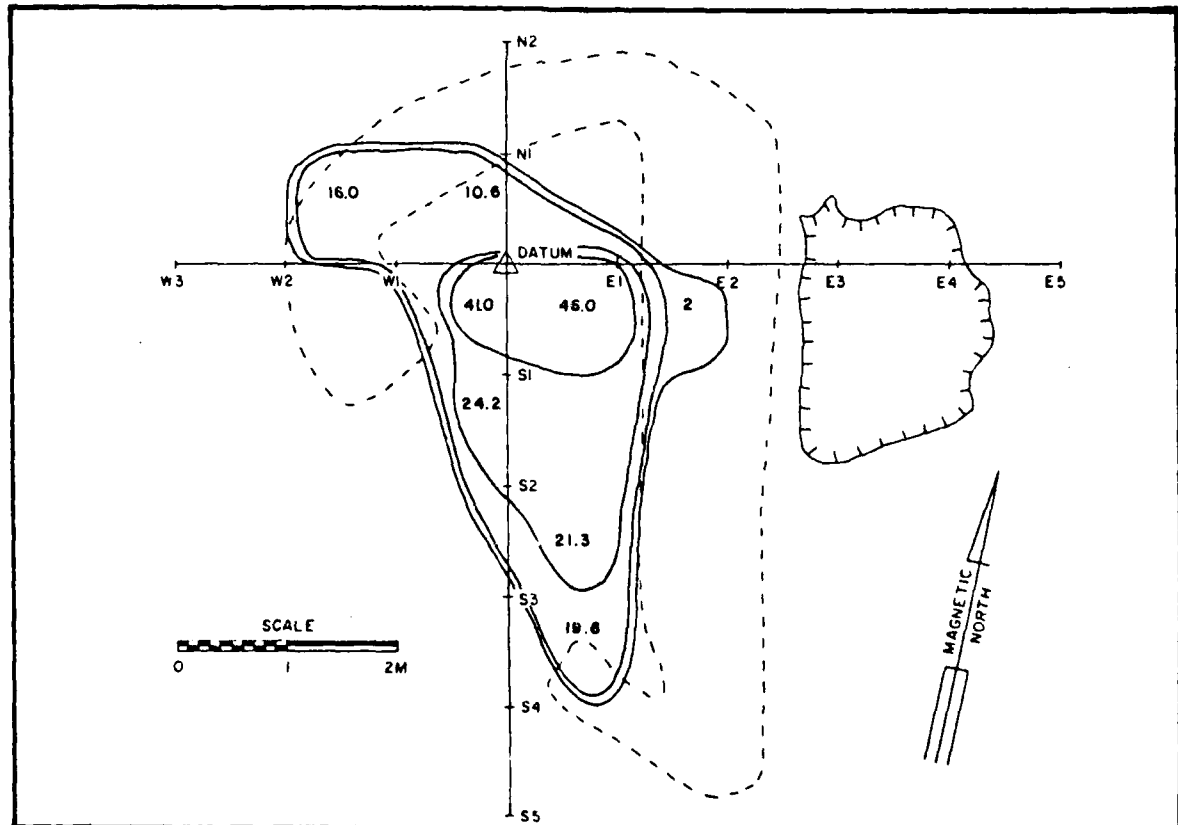 N2
N1
16.0
10.6
DATUM
W3
W2
W1
E1
E2
E3
E4
E5
41.0
46.0
2
S1
24.2
S2
21.3
S3
19.6
SCALE
0
1
2M
S4
S5
MAGNETIC
NORTH